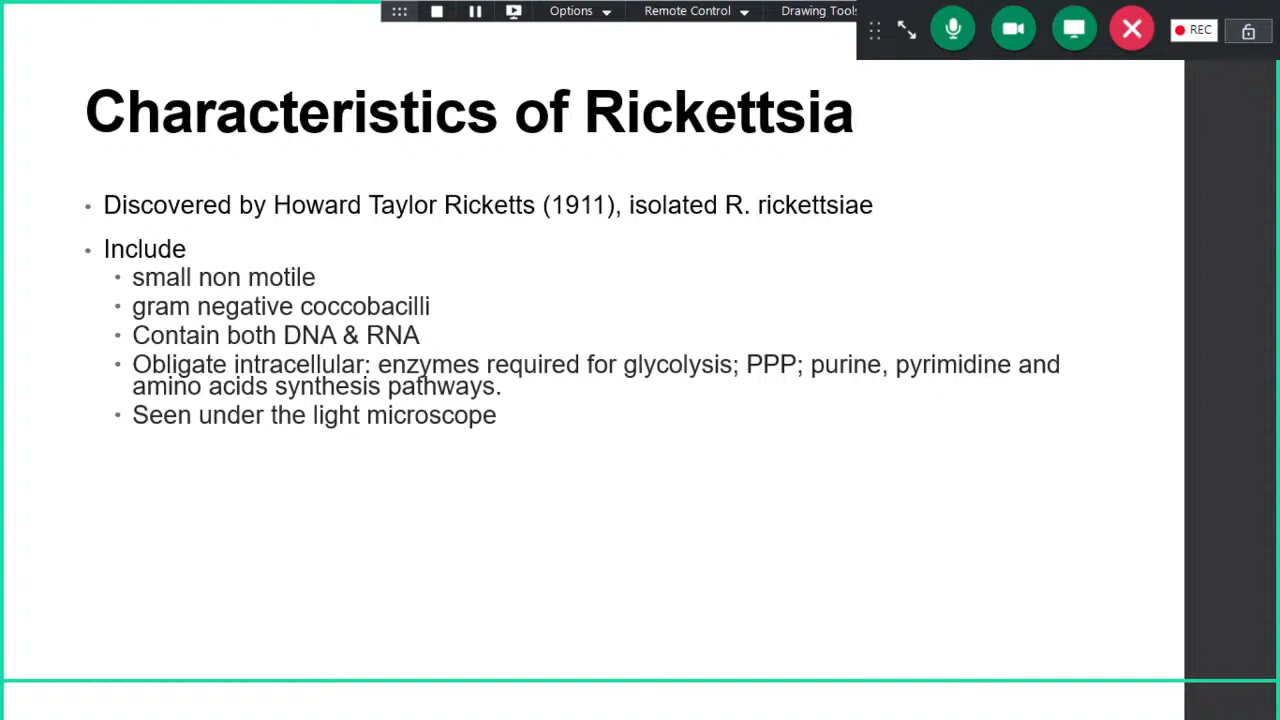 Options
Remote Control
Drawing Tools
REC
Characteristics of Rickettsia
• Discovered by Howard Taylor Ricketts (1911), isolated R. rickettsiae
• Include
• small non motile
• gram negative coccobacilli
• Contain both DNA & RNA
• Obligate intracellular: enzymes required for glycolysis; PPP; purine, pyrimidine and
amino acids synthesis pathways.
• Seen under the light microscope